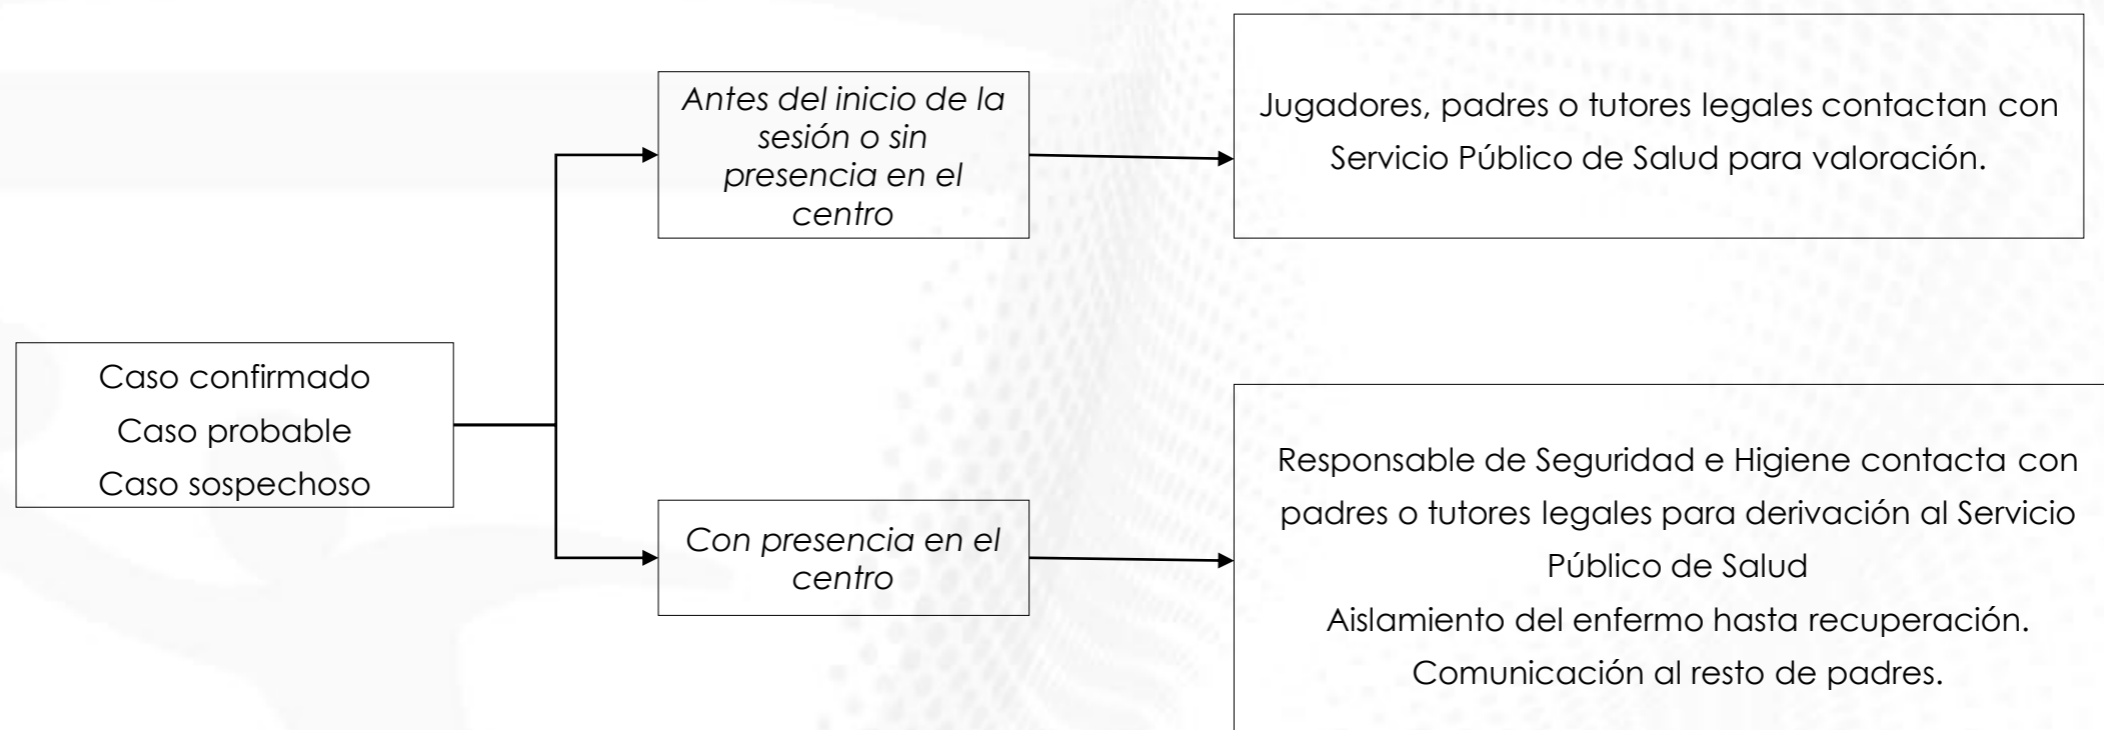 Antes del inicio de la
sesión o sin
presencia en el
centro
Jugadores, padres o tutores legales contactan con
Servicio Público de Salud para valoración.
Caso confirmado
Caso probable
Caso sospechoso
Con presencia en el
centro
Responsable de Seguridad e Higiene contacta con
padres o tutores legales para derivación al Servicio
Público de Salud
Aislamiento del enfermo hasta recuperación.
Comunicación al resto de padres.